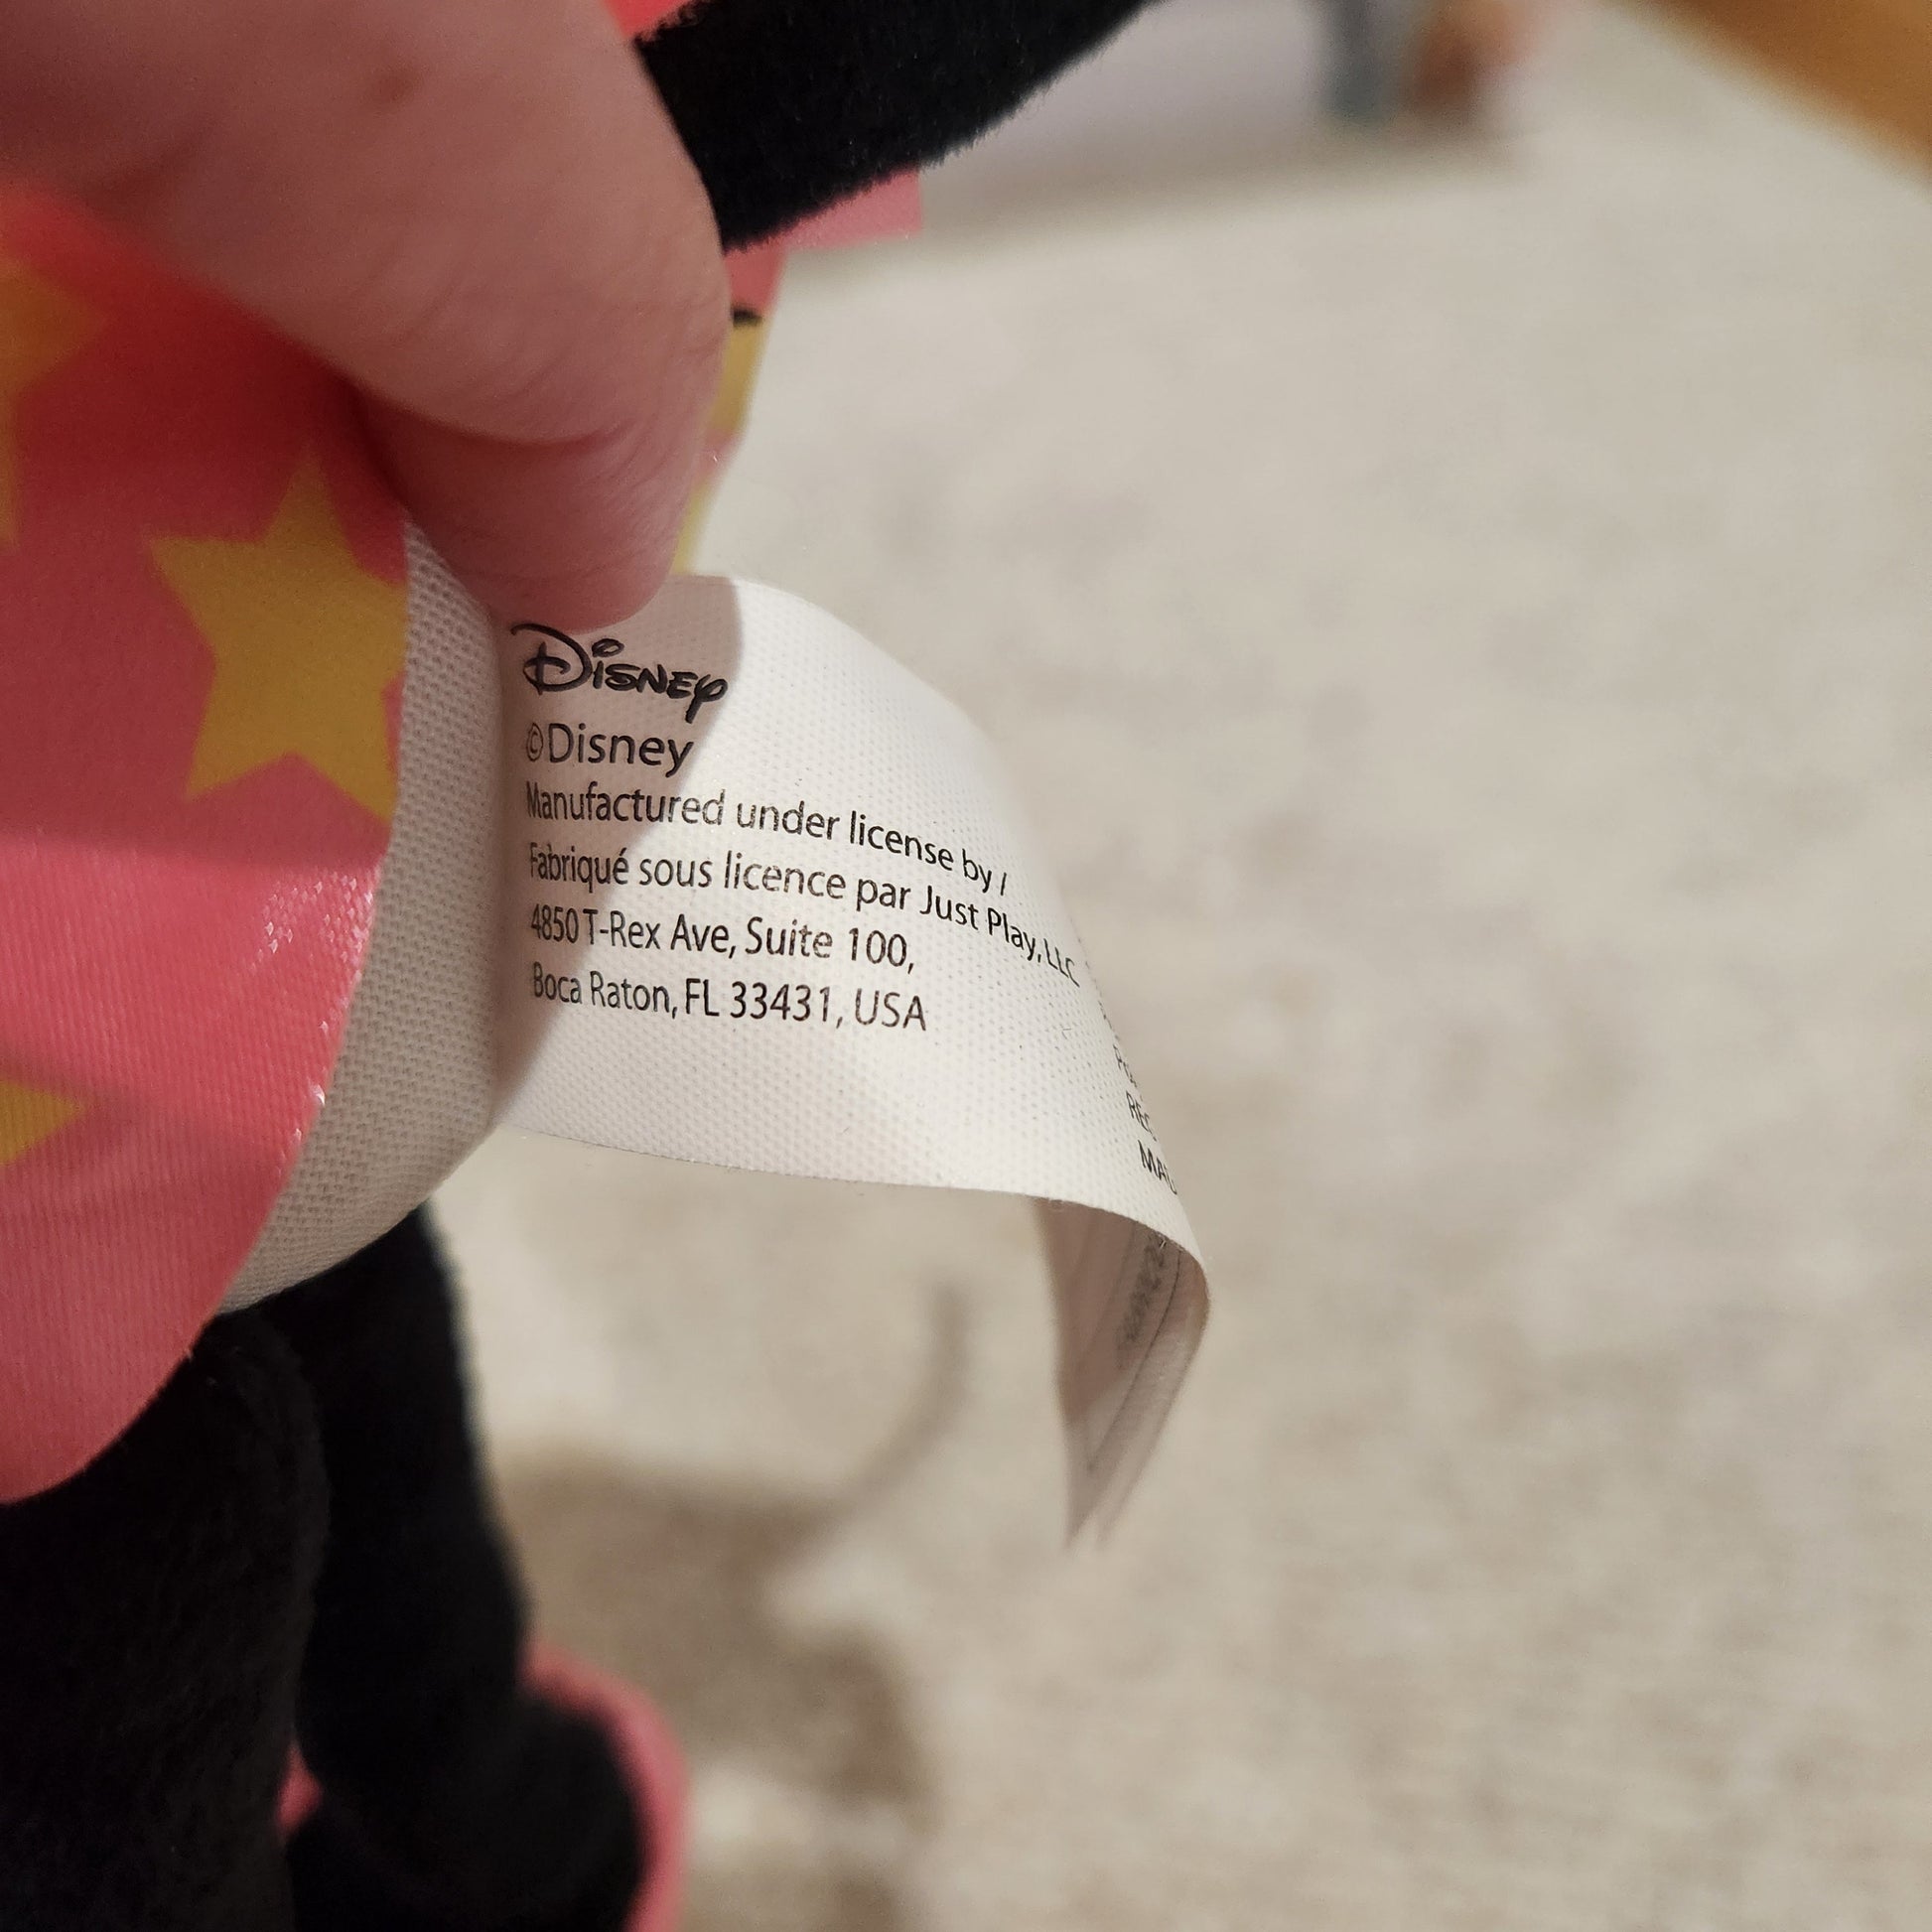 Disney
©Disney
Manufactured under license by /
Fabriqué sous licence par Just Play, LLC
4850 T-Rex Ave, Suite 100,
Boca Raton, FL 33431, USA